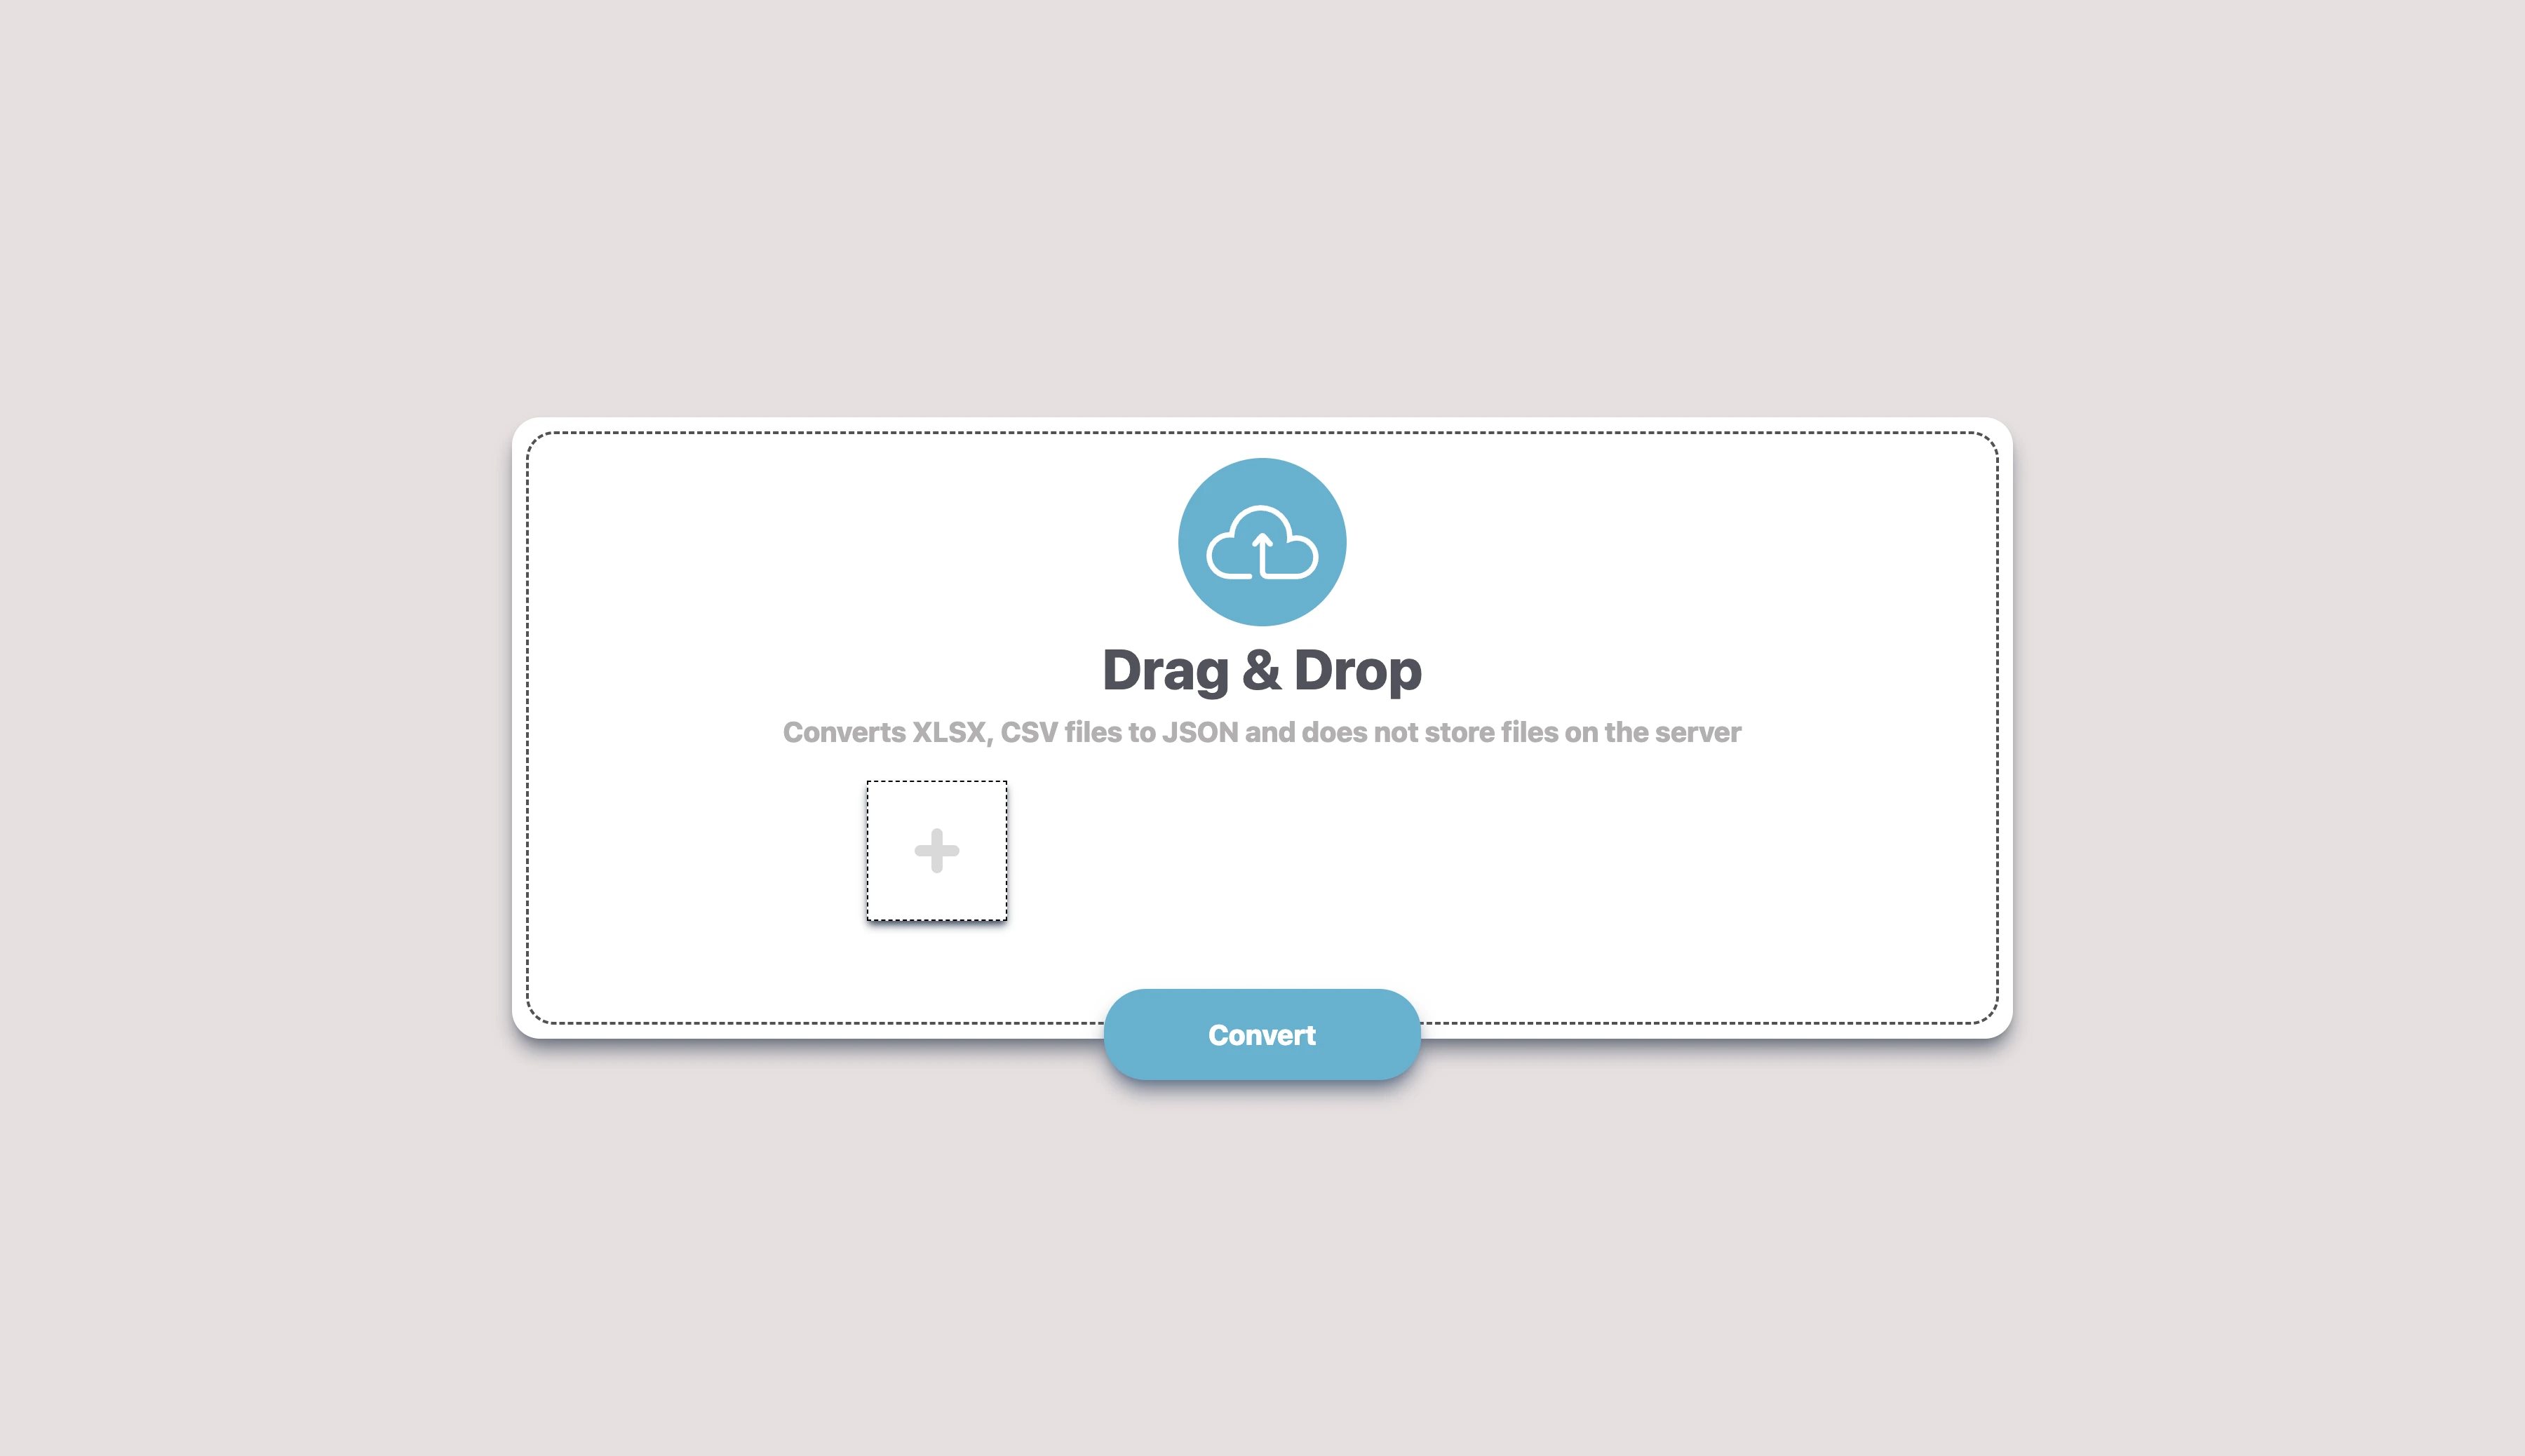 Drag & Drop
Converts XLSX, CSV files to JSON and does not store files on the server
Convert